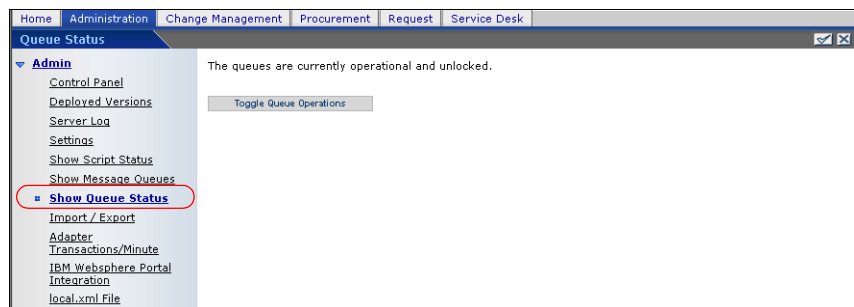 Home Administration Change Management Procurement Request Service Desk
Queue Status
Admin
The queues are currently operational and unlocked.
Control Panel
Toggle Queue Operations
Deployed Versions
Server Log
Settings
Show Script Status
Show Message Queues
Show Queue Status
Import / Export
Adapter
Transactions/Minute
IBM Websphere Portal
Integration
local.xml File